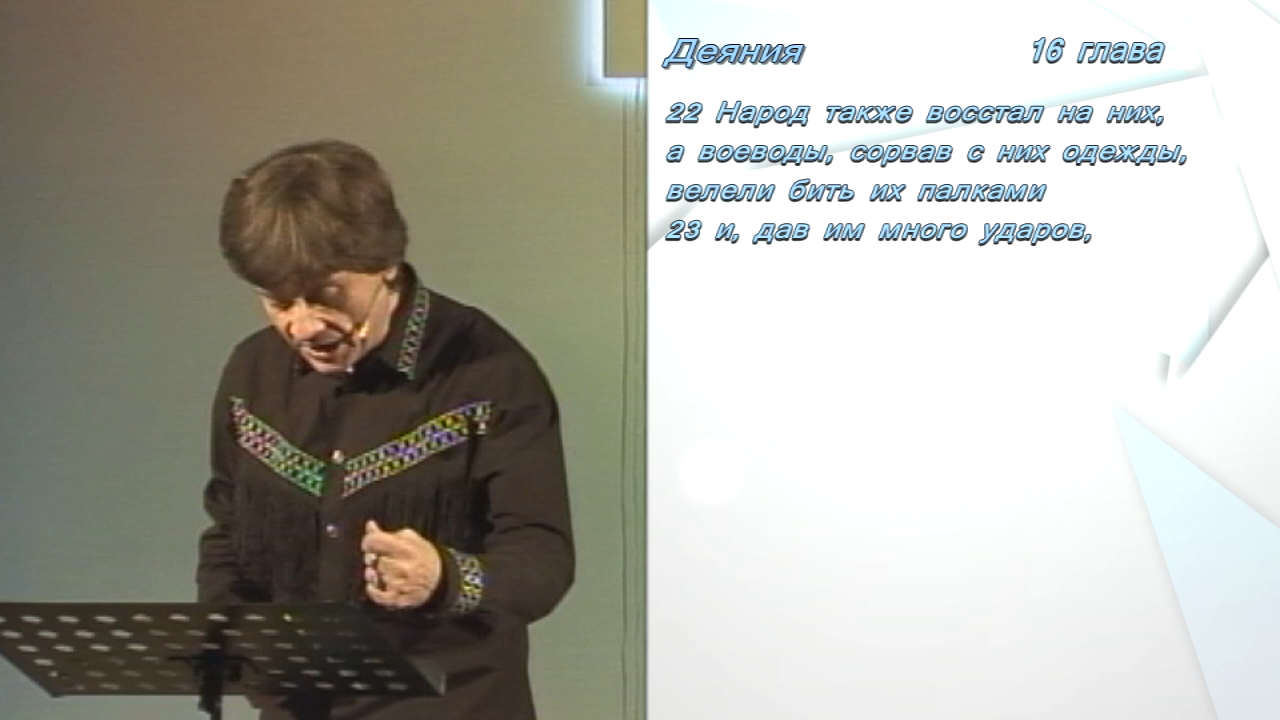 Деяния 16 глава
22 Народ также восстал на них,
а воеводы, сорвав с них одежды,
велели бить их палками
23 и, дав им много ударов,